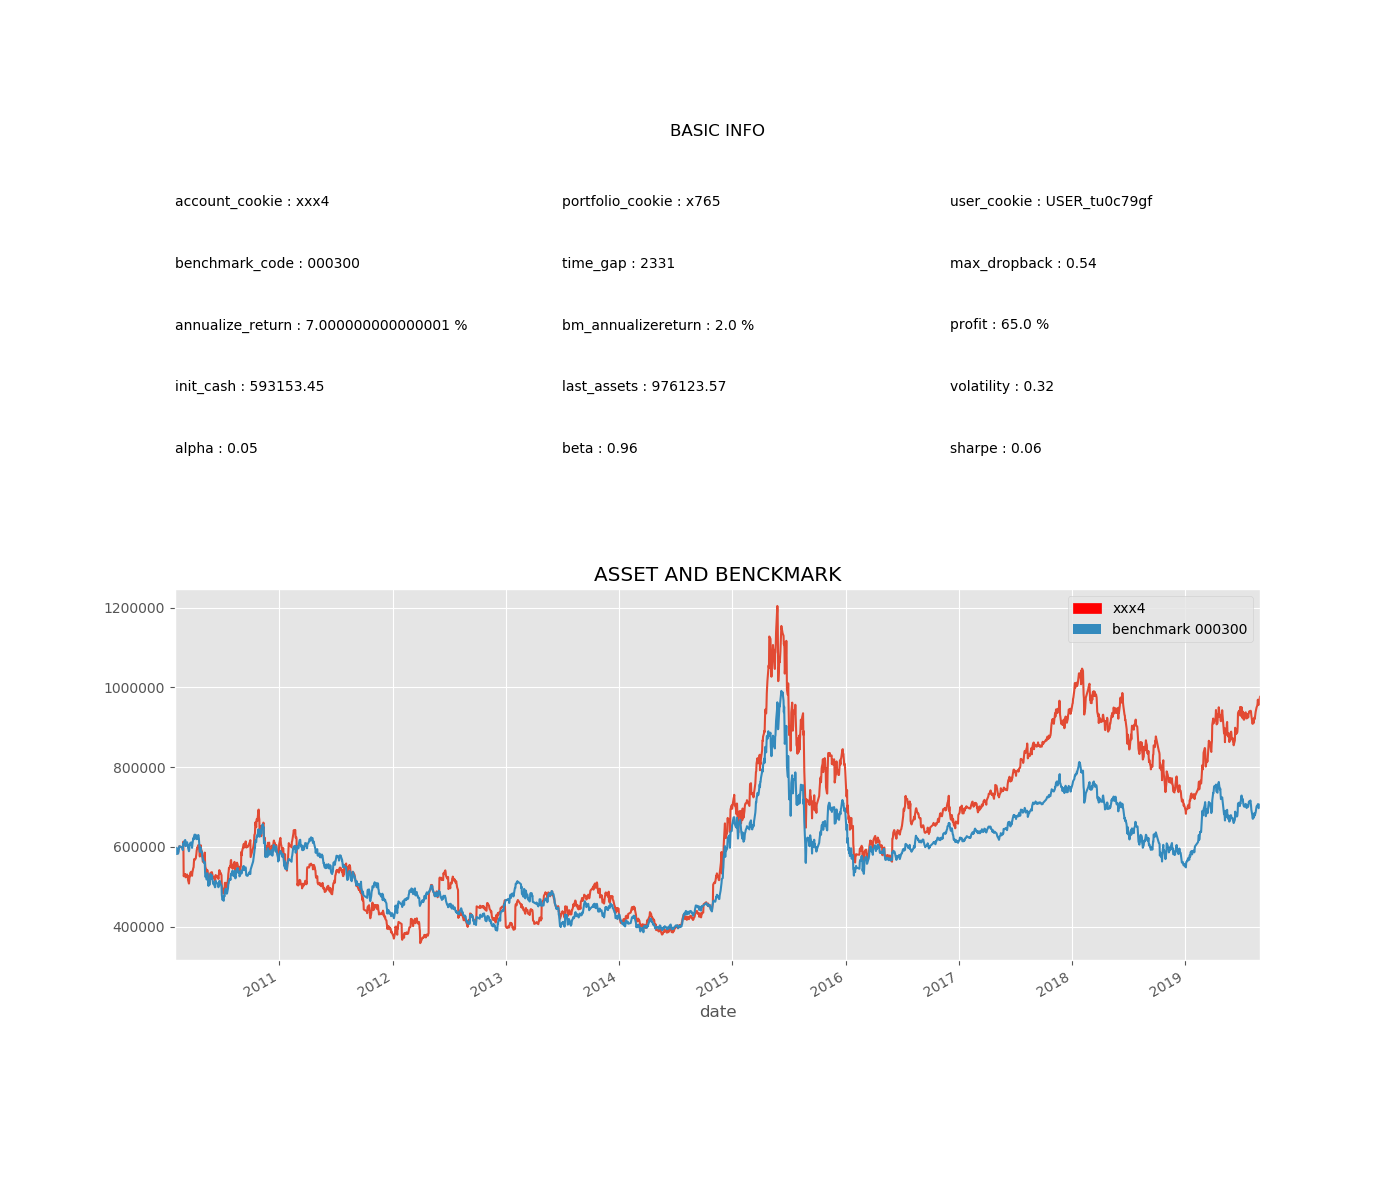 BASIC INFO
account_cookie : xxx4 portfolio_cookie : x765 user_cookie : USER_tu0c79gf
benchmark_code : 000300 time_gap : 2331 max_dropback : 0.54
annualize_return : 7.000000000000001 % bm_annualizereturn : 2.0 % profit : 65.0 %
init_cash : 593153.45 last_assets : 976123.57 volatility : 0.32
alpha : 0.05 beta : 0.96 sharpe : 0.06
ASSET AND BENCKMARK
xxx4
benchmark 000300
1200000
1000000
800000
600000
400000
2011 2012 2013 2014 2015 2016 2017 2018 2019
date